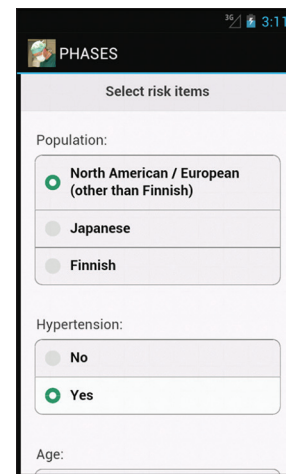 3G 3:11
PHASES
Select risk items
Population:
North American / European
(other than Finnish)
Japanese
Finnish
Hypertension:
No
Yes
Age: